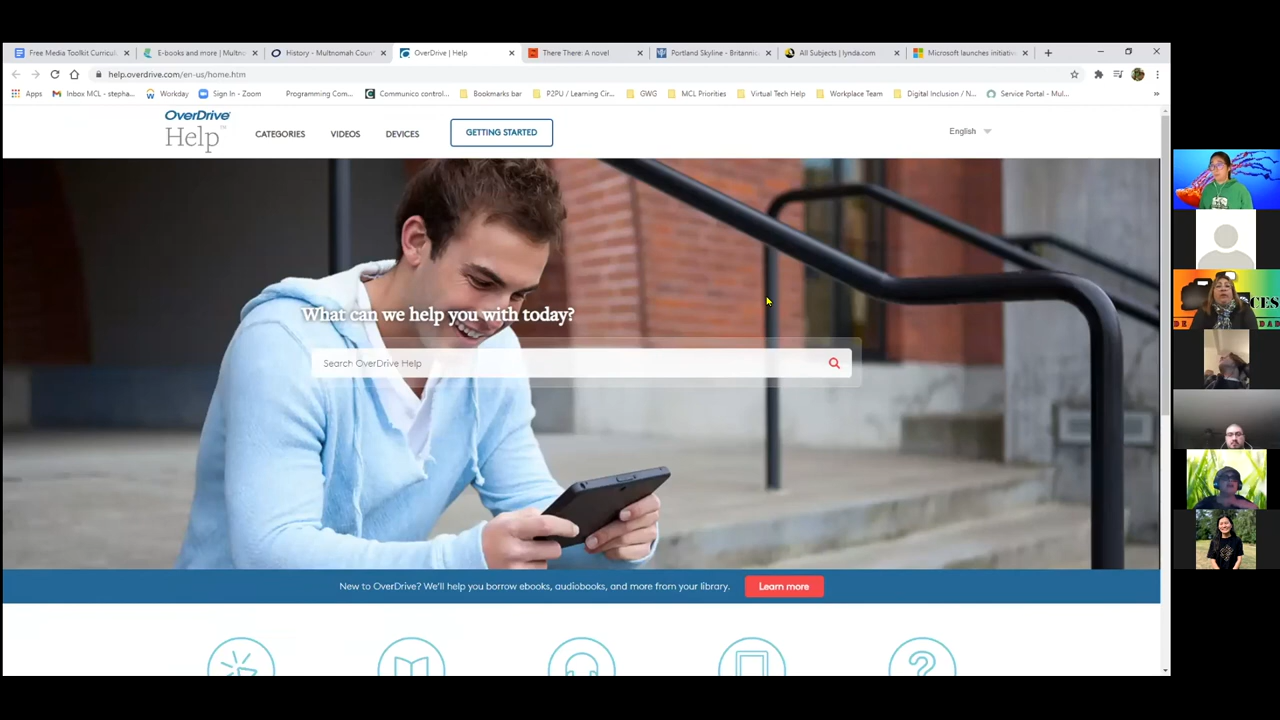 Free Media Toolkit Curricul
E-books and more | Multno
History - Multnomah Coun
OverDrive | Help
There There: A novel
Portland Skyline - Britannic
All Subjects | lynda.com
Microsoft launches initiativ
help.overdrive.com/en-us/home.htm
Apps
Inbox MCL - stepha...
Workday
Sign In - Zoom
Programming Com...
Communico control...
Bookmarks bar
P2PU / Learning Cir...
GWG
MCL Priorities
Virtual Tech Help
Workplace Team
Digital Inclusion / N...
Service Portal - Mul...
OverDrive
Help
CATEGORIES
VIDEOS
DEVICES
GETTING STARTED
English
What can we help you with today?
Search OverDrive Help
New to OverDrive? We'll help you borrow ebooks, audiobooks, and more from your library.
Learn more